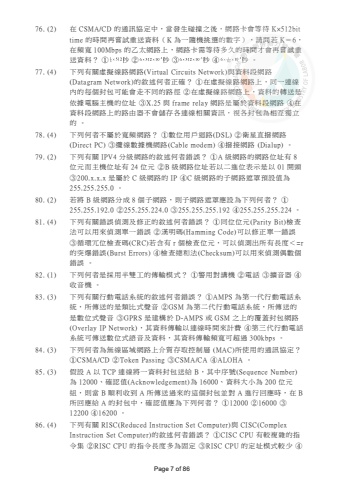 76. (2) 在 CSMA/CD 的通訊協定中，當發生碰撞之後，網路卡會等待 K×512bit
time 的時間再嘗試重送資料（K 為一隨機挑選的數字），請問若 K＝6，
在頻寬 100Mbps 的乙太網路上，網路卡需等待多久的時間才會再嘗試重
送資料？
77. (4) 下列有關虛擬線路網路(Virtual Circuits Network)與資料段網路
(Datagram Network)的敘述何者正確？ ①在虛擬線路網路上，同一連線
內的每個封包可能會走不同的路徑 ②在虛擬線路網路上，資料的轉送是
依據電腦主機的位址 ③X.25 與 frame relay 網路是屬於資料段網路 ④在
資料段網路上的路由器不會儲存各連線相關狀態，視各封包為相互獨立
的 。
78. (4) 下列何者不屬於寬頻網路？ ①數位用戶迴路(DSL) ②衛星直播網路
(Direct PC) ③纜線數據機網路(Cable modem) ④撥接網路 (Dialup) 。
79. (2) 下列有關 IPV4 分級網路的敘述何者錯誤？ ①A 級網路的網路位址有 8
位元而主機位址有 24 位元 ②B 級網路位址若以二進位表示是以 01 開頭
③200.x.x.x 是屬於 C 級網路的 IP ④C 級網路的子網路遮罩預設值為
255.255.255.0 。
80. (2) 若將 B 級網路分成 8 個子網路，則子網路遮罩應設為下列何者？ ①
255.255.192.0 ②255.255.224.0 ③255.255.255.192 ④255.255.255.224 。
81. (4) 下列有關錯誤偵測及修正的敘述何者錯誤？ ①同位位元(Parity Bit)檢查
法可以用來偵測單一錯誤 ②漢明碼(Hamming Code)可以修正單一錯誤
③循環冗位檢查碼(CRC)若含有 r 個檢查位元，可以偵測出所有長度＜=r
的突爆錯誤(Burst Errors) ④檢查總和法(Checksum)可以用來偵測偶數個
錯誤 。
82. (1) 下列何者是採用半雙工的傳輸模式？ ①警用對講機 ②電話 ③擴音器 ④
收音機 。
83. (3) 下列有關行動電話系統的敘述何者錯誤？ ①AMPS 為第一代行動電話系
統，所傳送的是類比式聲音 ②GSM 為第二代行動電話系統，所傳送的
是數位式聲音 ③GPRS 是建構於 D-AMPS 或 GSM 之上的覆蓋封包網路
(Overlay IP Network)，其資料傳輸以連線時間來計費 ④第三代行動電話
系統可傳送數位式語音及資料，其資料傳輸頻寬可超過 300kbps 。
84. (3) 下列何者為無線區域網路上介質存取控制層 (MAC)所使用的通訊協定？
①CSMA/CD ②Token Passing ③CSMA/CA ④ALOHA 。
85. (3) 假設 A 以 TCP 連線將一資料封包送給 B，其中序號(Sequence Number)
為 12000，確認值(Acknowledgement)為 16000，資料大小為 200 位元
組，則當 B 順利收到 A 所傳送過來的這個封包並對 A 進行回應時，在 B
所回應給 A 的封包中，確認值應為下列何者？ ①12000 ②16000 ③
12200 ④16200 。
86. (4) 下列有關 RISC(Reduced Instruction Set Computer)與 CISC(Complex
Instruction Set Computer)的敘述何者錯誤？ ①CISC CPU 有較複雜的指
令集 ②RISC CPU 的指令長度多為固定 ③RISC CPU 的定址模式較少 ④
Page 7 of 86